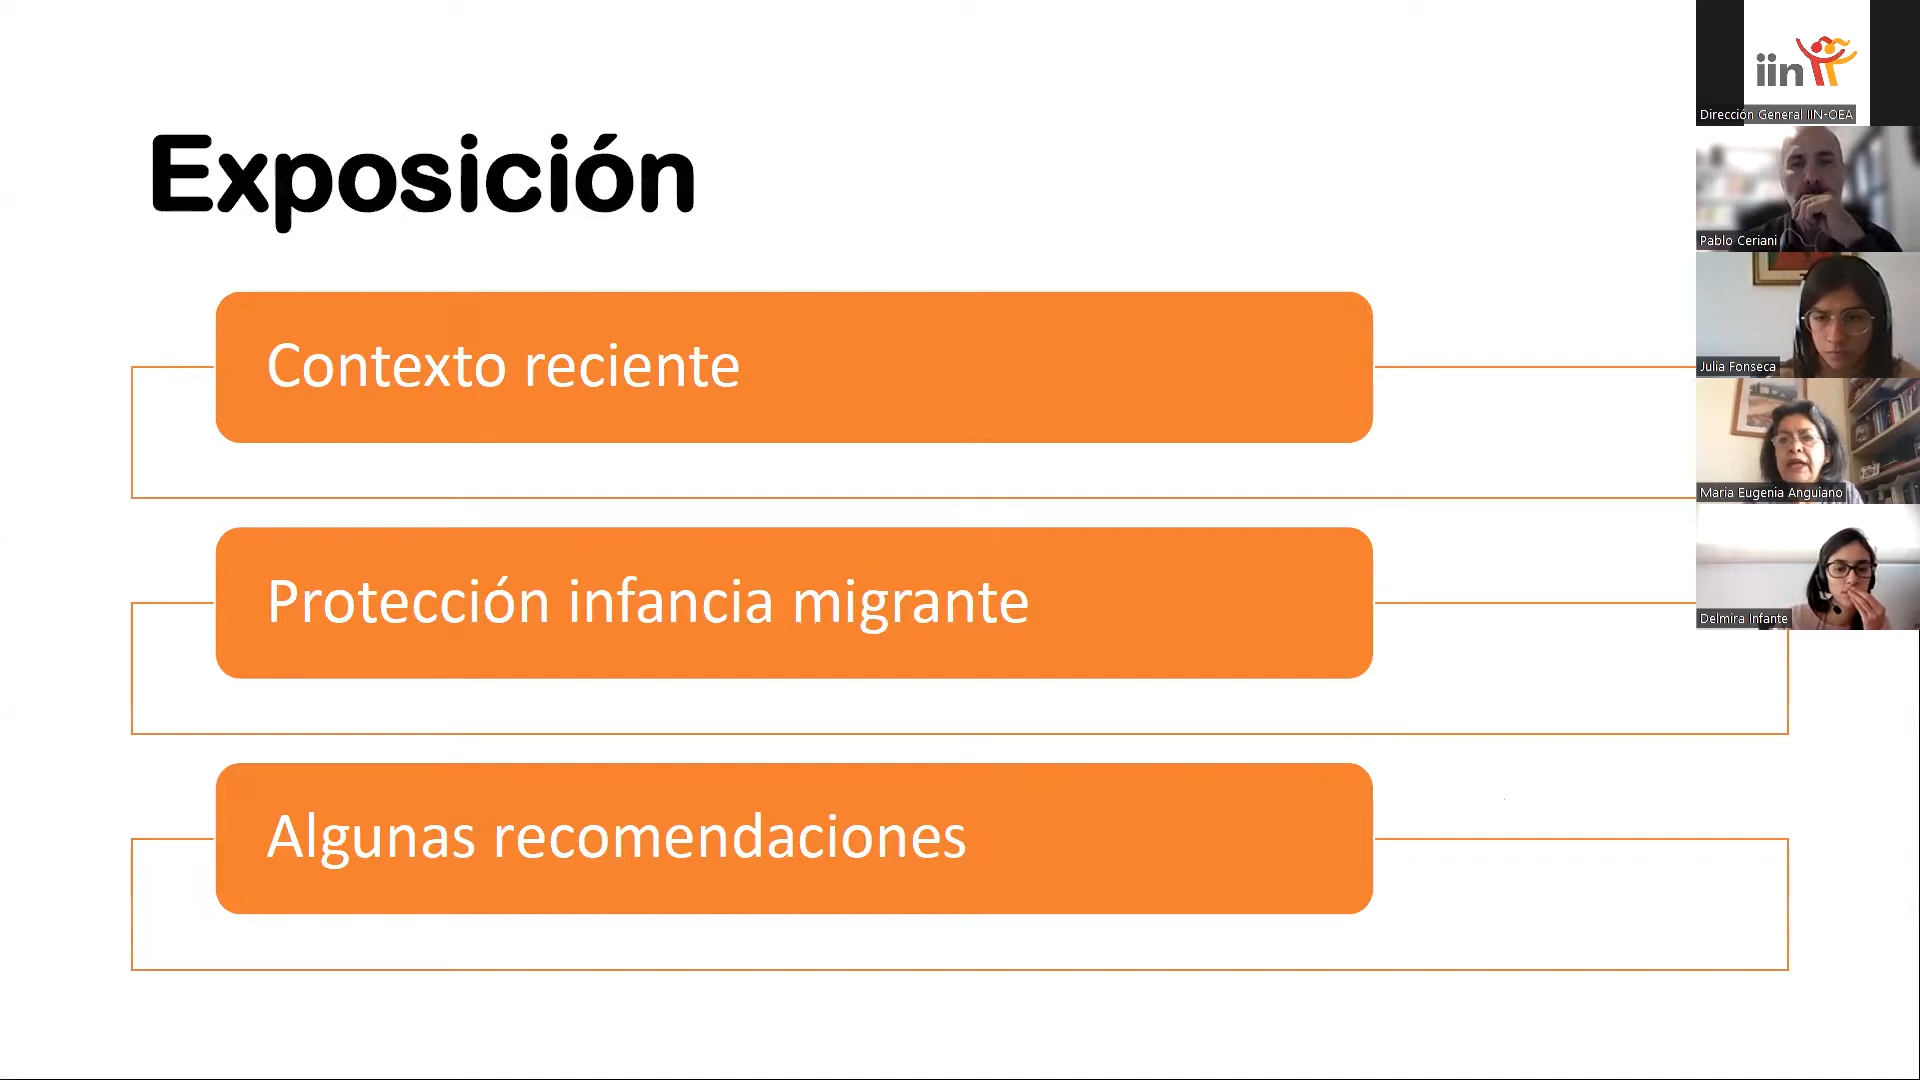 Exposición
Contexto reciente
Protección infancia migrante
Algunas recomendaciones
iin
Dirección General IIN-OEA
Pablo Ceriani
Julia Fonseca
Maria Eugenia Anguiano
Delmira Infante